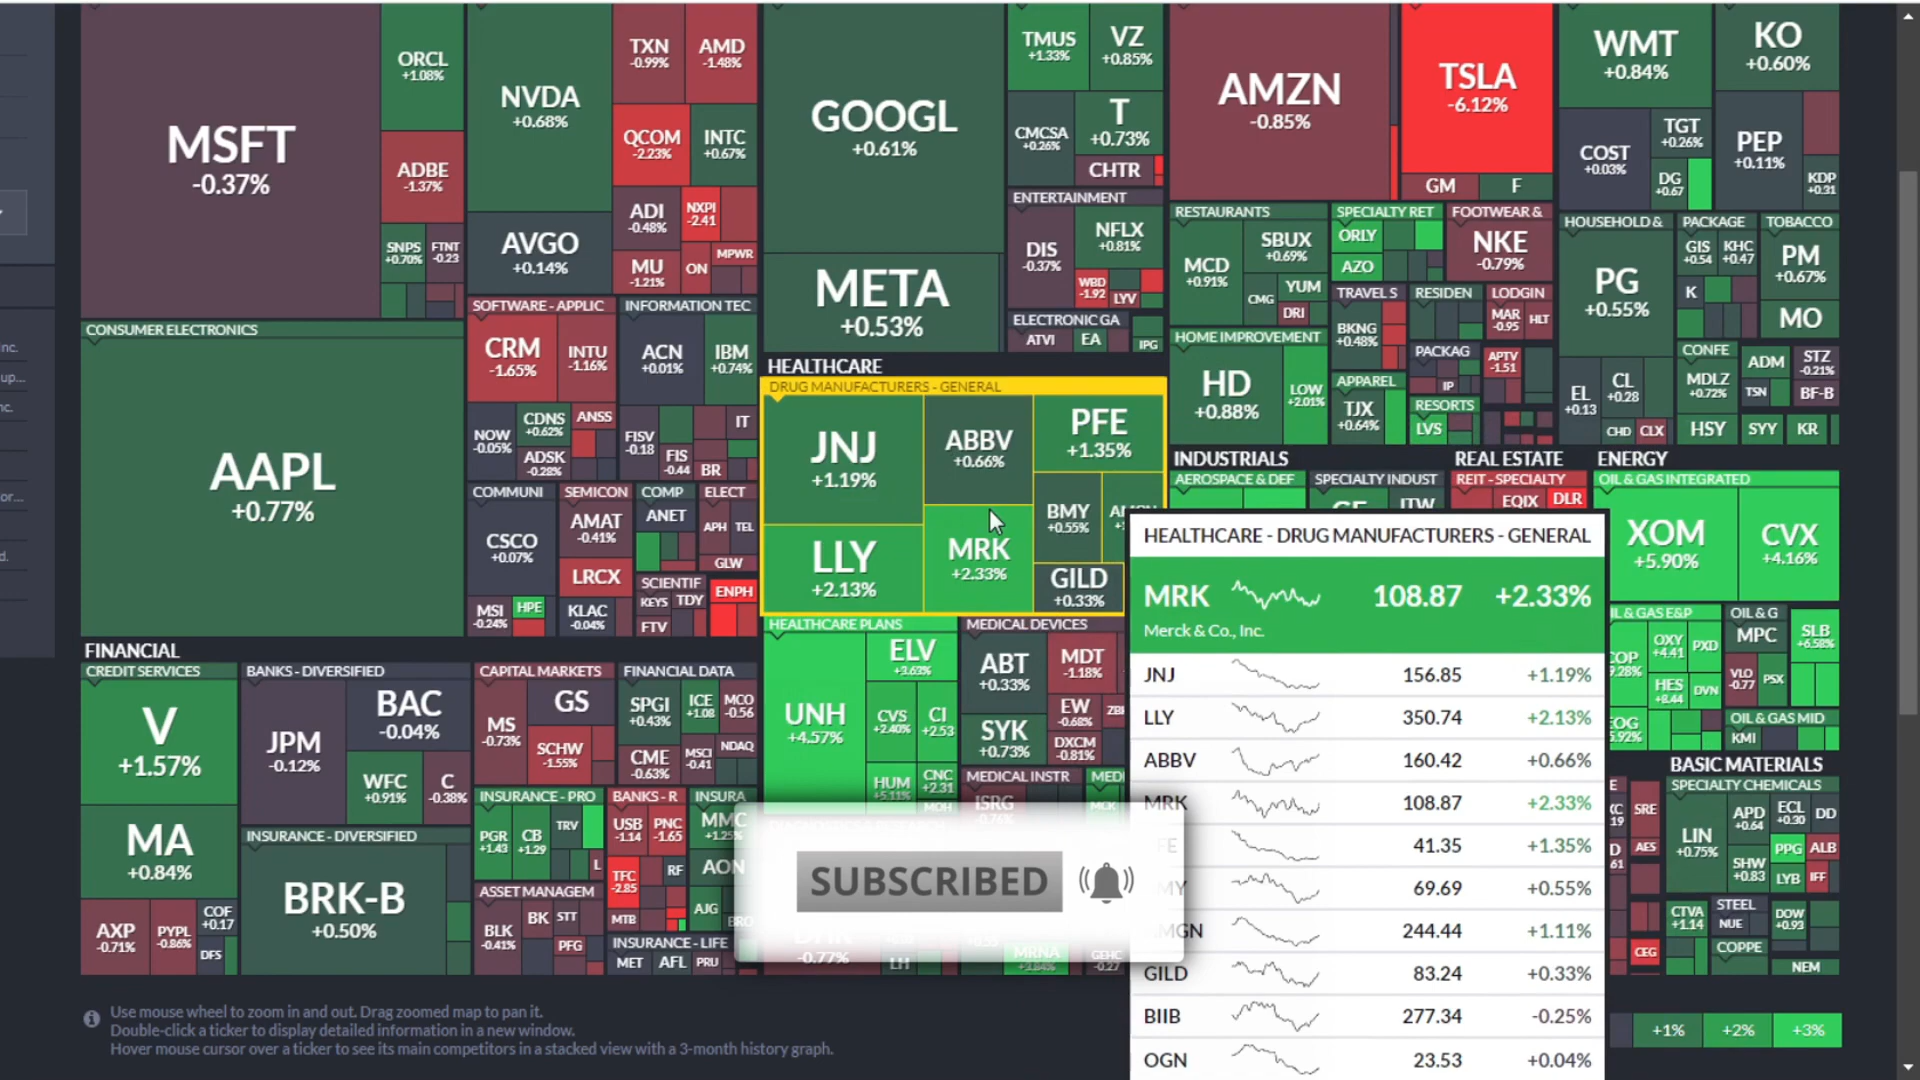 MSFT
-0.37%
ORCL
+1.08%
ADBE
-1.37%
SNPS
+0.70%
FTNT
-0.23
NVDA
+0.68%
AVGO
+0.14%
TXN
-0.99%
AMD
-1.48%
QCOM
-2.23%
INTC
+0.67%
ADI
-0.48%
NXPI
-2.41
MU
-1.21%
ON
MPWR
CONSUMER ELECTRONICS
AAPL
+0.77%
SOFTWARE - APPLIC
CRM
-1.65%
INTU
-1.16%
NOW
-0.05%
CDNS
+0.62%
ANSS
ADSK
-0.28%
INFORMATION TEC
ACN
+0.01%
IBM
+0.74%
FISV
-0.18
FIS
-0.44
IT
BR
COMMUNI
CSCO
+0.07%
MSI
-0.24%
HPE
SEMICON
AMAT
-0.41%
LRCX
KLAC
-0.04%
COMP
ANET
ELECT
APH
TEL
GLW
SCIENTIF
KEYS
TDY
FTV
ENPH
GOOGL
+0.61%
META
+0.53%
TMUS
+1.33%
VZ
+0.85%
CMCSA
+0.26%
T
+0.73%
CHTR
ENTERTAINMENT
DIS
-0.37%
NFLX
+0.81%
WBD
-1.92
LYV
ELECTRONIC GA
ATVI
EA
IPG
AMZN
-0.85%
TSLA
-6.12%
GM
F
RESTAURANTS
MCD
+0.91%
SBUX
+0.69%
CMG
YUM
DRI
SPECIALTY RET
ORLY
AZO
FOOTWEAR &
NKE
-0.79%
TRAVEL S
BKNG
+0.48%
RESIDEN
LODGIN
MAR
-0.95
HLT
HOME IMPROVEMENT
HD
+0.88%
LOW
+2.01%
APPAREL
TJX
+0.64%
PACKAG
IP
APTV
-1.51
RESORTS
LVS
WMT
+0.84%
KO
+0.60%
COST
+0.03%
TGT
+0.26%
DG
+0.67
PEP
+0.11%
KDP
+0.31
HOUSEHOLD &
PG
+0.55%
EL
+0.13
CL
+0.28
CHD
CLX
PACKAGE
GIS
+0.54
KHC
+0.47
K
TOBACCO
PM
+0.67%
MO
CONFE
MDLZ
+0.72%
HSY
ADM
TSN
STZ
-0.21%
BF-B
SYY
KR
HEALTHCARE
DRUG MANUFACTURERS - GENERAL
JNJ
+1.19%
ABBV
+0.66%
PFE
+1.35%
LLY
+2.13%
MRK
+2.33%
BMY
+0.55%
GILD
+0.33%
HEALTHCARE PLANS
UNH
+4.57%
ELV
+3.63%
CVS
+2.40%
CI
+2.53
HUM
+5.11%
CNC
+2.31
MOH
MEDICAL DEVICES
ABT
+0.33%
MDT
-1.18%
SYK
+0.73%
EW
-0.68%
DXCM
-0.81%
MEDICAL INSTR
ISRG
MCK
-0.77%
LH
MRNA
GEHC
-0.27
INDUSTRIALS
AEROSPACE & DEF
SPECIALTY INDUST
ITW
REAL ESTATE
REIT - SPECIALTY
EQIX
DLR
ENERGY
OIL & GAS INTEGRATED
XOM
+5.90%
CVX
+4.16%
IL & GAS E&P
COP
9.28%
OXY
+4.41
PXD
HES
+8.44
DVN
EOG
5.92%
OIL & G
MPC
VLO
-0.77
PSX
SLB
+6.58%
OIL & GAS MID
KMI
FINANCIAL
CREDIT SERVICES
V
+1.57%
MA
+0.84%
AXP
-0.71%
PYPL
-0.86%
COF
+0.17
DFS
BANKS - DIVERSIFIED
JPM
-0.12%
BAC
-0.04%
WFC
+0.91%
C
-0.38%
INSURANCE - DIVERSIFIED
BRK-B
+0.50%
CAPITAL MARKETS
MS
-0.73%
GS
SCHW
-1.55%
FINANCIAL DATA
SPGI
+0.43%
ICE
+1.08
MCO
-0.56
CME
-0.63%
MSCI
-0.41
NDAQ
INSURANCE - PRO
PGR
+1.43
CB
+1.29
TRV
L
BANKS - R
USB
-1.14
PNC
-1.65
TFC
-2.85
RF
MTB
INSURA
MMC
+1.25%
AON
AJG
BRO
ASSET MANAGEM
BLK
-0.41%
BK
STT
PFG
INSURANCE - LIFE
MET
AFL
PRU
BASIC MATERIALS
SPECIALTY CHEMICALS
LIN
+0.75%
APD
+0.64
ECL
+0.30
DD
SHW
+0.83
PPG
ALB
LYB
IFF
CTVA
+1.14
STEEL
NUE
DOW
+0.93
COPPE
NEM
SRE
AES
CEG
HEALTHCARE - DRUG MANUFACTURERS - GENERAL
MRK 108.87 +2.33%
Merck & Co., Inc.
JNJ 156.85 +1.19%
LLY 350.74 +2.13%
ABBV 160.42 +0.66%
MRK 108.87 +2.33%
FE 41.35 +1.35%
MY 69.69 +0.55%
MGN 244.44 +1.11%
GILD 83.24 +0.33%
BIIB 277.34 -0.25%
OGN 23.53 +0.04%
SUBSCRIBED
Use mouse wheel to zoom in and out. Drag zoomed map to pan it.
Double-click a ticker to display detailed information in a new window.
Hover mouse cursor over a ticker to see its main competitors in a stacked view with a 3-month history graph.
+1% +2% +3%